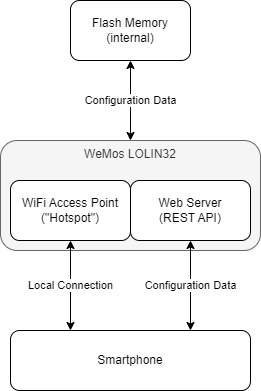 Flash Memory
(internal)
Configuration Data
WeMos LOLIN32
WiFi Access Point
("Hotspot")
Web Server
(REST API)
Local Connection
Configuration Data
Smartphone